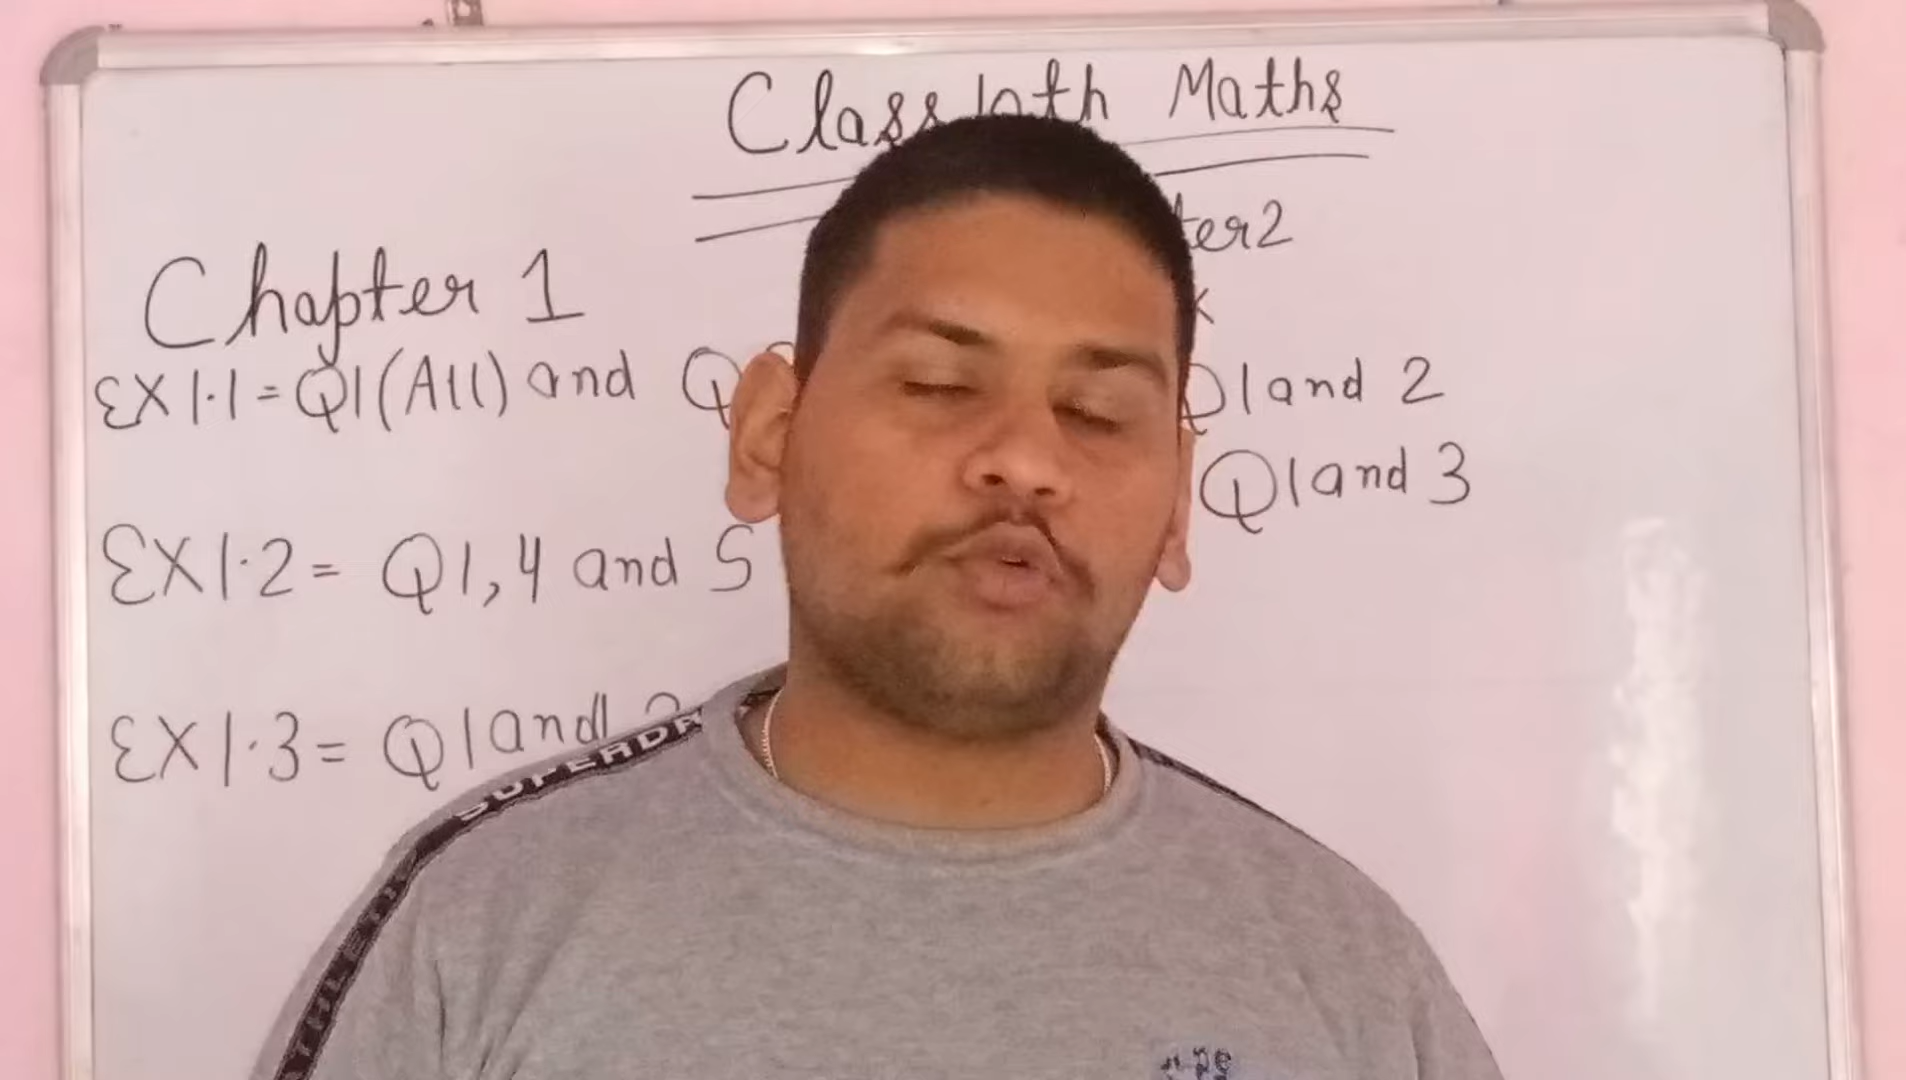 Class 10th Maths
Chapter 1
EX 1.1 = Q1 (All) and Q
EX 1.2 = Q1, 4 and 5
EX 1.3 = Q1 and
ter 2
Q1 and 2
Q1 and 3
SUPERDR